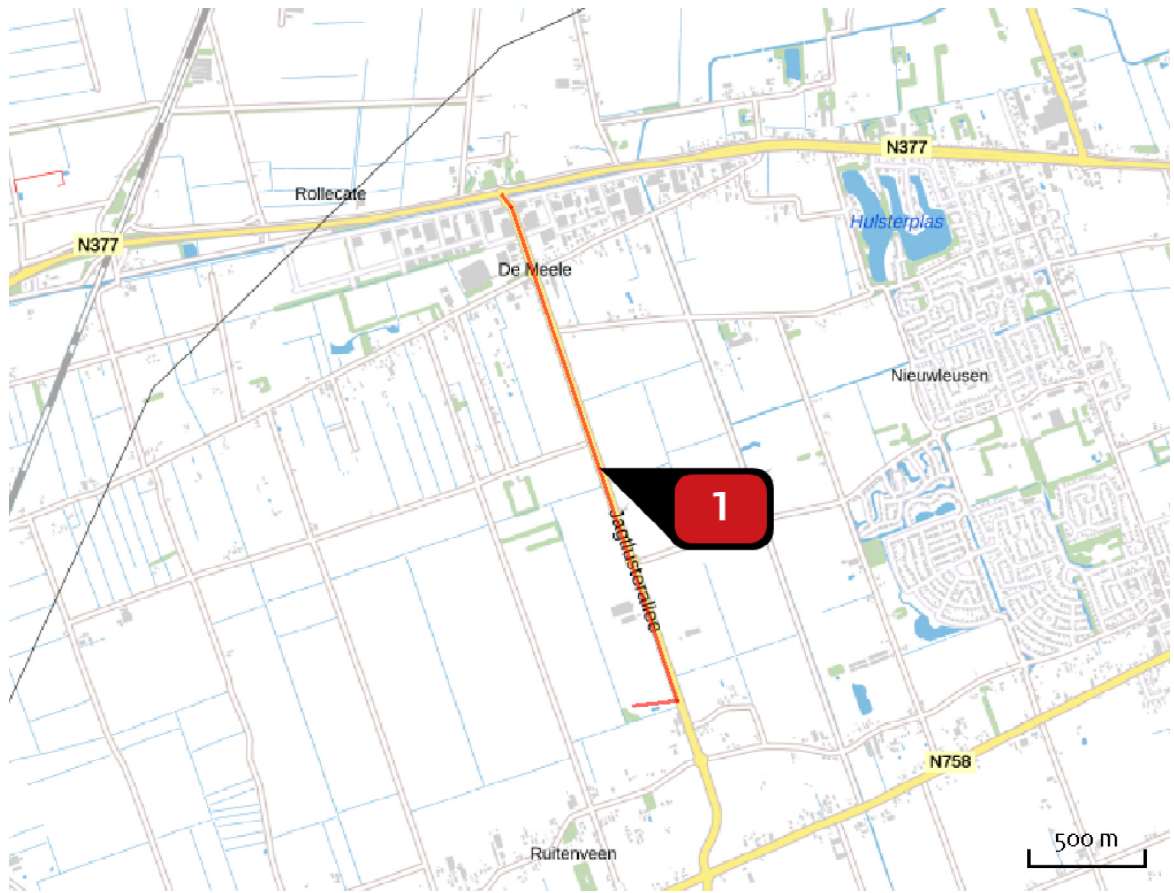 N377
Rollecate
Hulsterplas
N377
De Meele
Nieuwleusen
1
Jagtlusterallee
N758
500 m
Ruitenveen